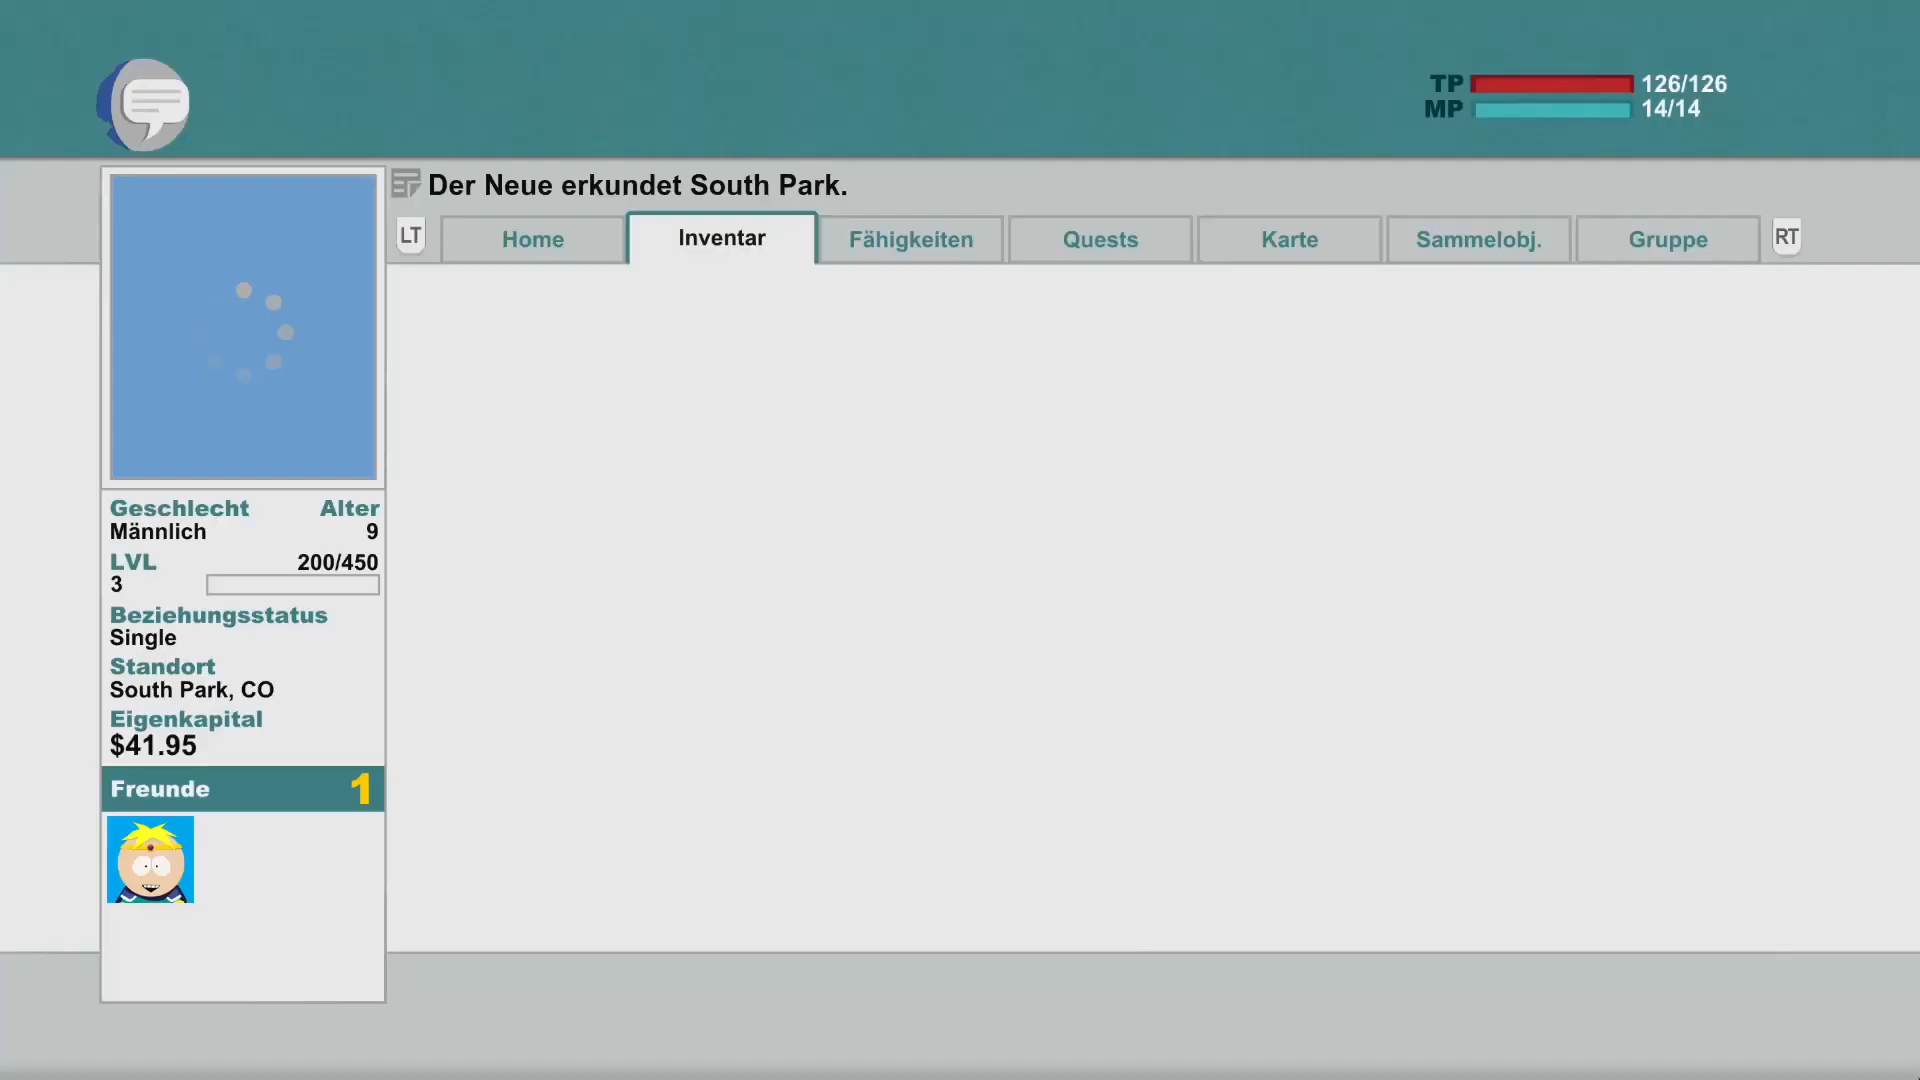 TP 126/126
MP 14/14
Der Neue erkundet South Park.
LT Home Inventar Fähigkeiten Quests Karte Sammelobj. Gruppe RT
Geschlecht Alter
Männlich 9
LVL 200/450
3
Beziehungsstatus
Single
Standort
South Park, CO
Eigenkapital
$41.95
Freunde 1